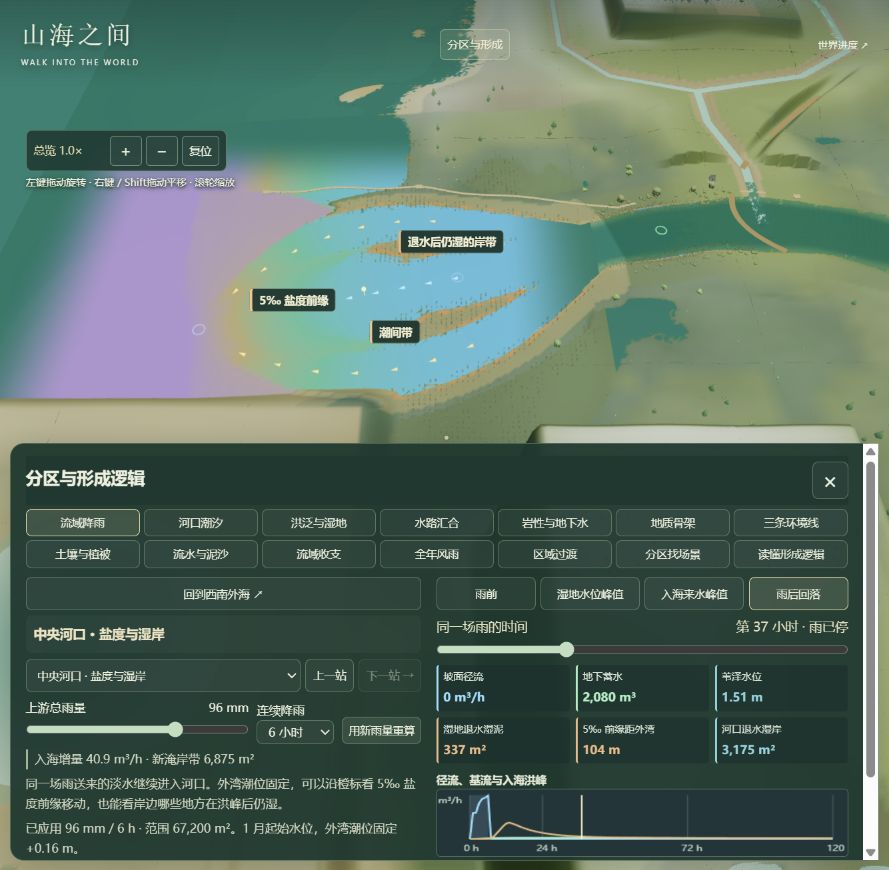 山海之间
WALK INTO THE WORLD
分区与形成
世界进度 ↗
总览 1.0×
+
−
复位
左键拖动旋转 · 右键 / Shift拖动平移 · 滚轮缩放
退水后仍湿的岸带
5‰ 盐度前缘
潮间带
分区与形成逻辑
×
流域降雨
河口潮汐
洪泛与湿地
水路汇合
岩性与地下水
地质骨架
三条环境线
土壤与植被
流水与泥沙
流域收支
全年风雨
区域过渡
分区找场景
读懂形成逻辑
回到西南外海 ↗
中央河口 · 盐度与湿岸
中央河口 · 盐度与湿岸
上一站
下一站 →
上游总雨量
96 mm
连续降雨
6 小时
用新雨量重算
入海增量 40.9 m³/h · 新淹岸带 6,875 m²
同一场雨送来的淡水继续进入河口。外湾潮位固定，可以沿橙标看 5‰ 盐
度前缘移动，也能看岸边哪些地方在洪峰后仍湿。
已应用 96 mm / 6 h · 范围 67,200 m²。1 月起始水位，外湾潮位固定
+0.16 m。
雨前
湿地水位峰值
入海来水峰值
雨后回落
同一场雨的时间
第 37 小时 · 雨已停
坡面径流
0 m³/h
地下蓄水
2,080 m³
苇泽水位
1.51 m
湿地退水湿泥
337 m²
5‰ 前缘距外湾
104 m
河口退水湿岸
3,175 m²
径流、基流与入海洪峰
m³/h
0 h
24 h
72 h
120